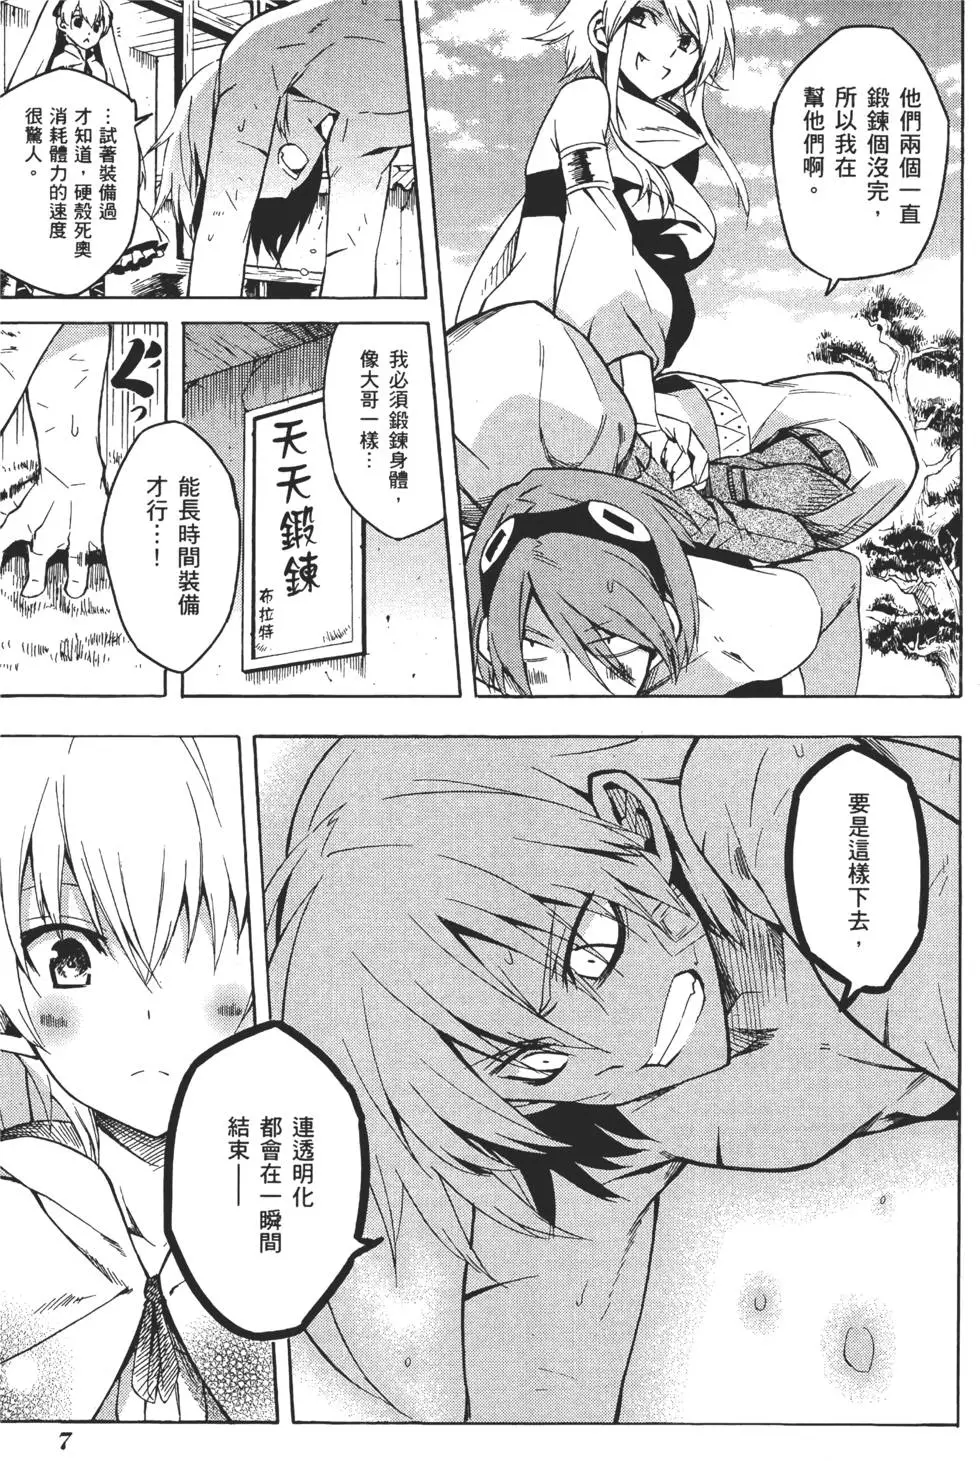 他們兩個一直
鍛鍊個沒完，
所以我在
幫他們啊。
…試著裝備過
才知道，硬殼死奧
消耗體力的速度
很驚人。
我必須鍛鍊身體，
像大哥一樣…
天天鍛鍊
布拉特
能長時間裝備
才行…！
ぐっ
要是這樣下去，
連透明化
都會在一瞬間
結束——
7